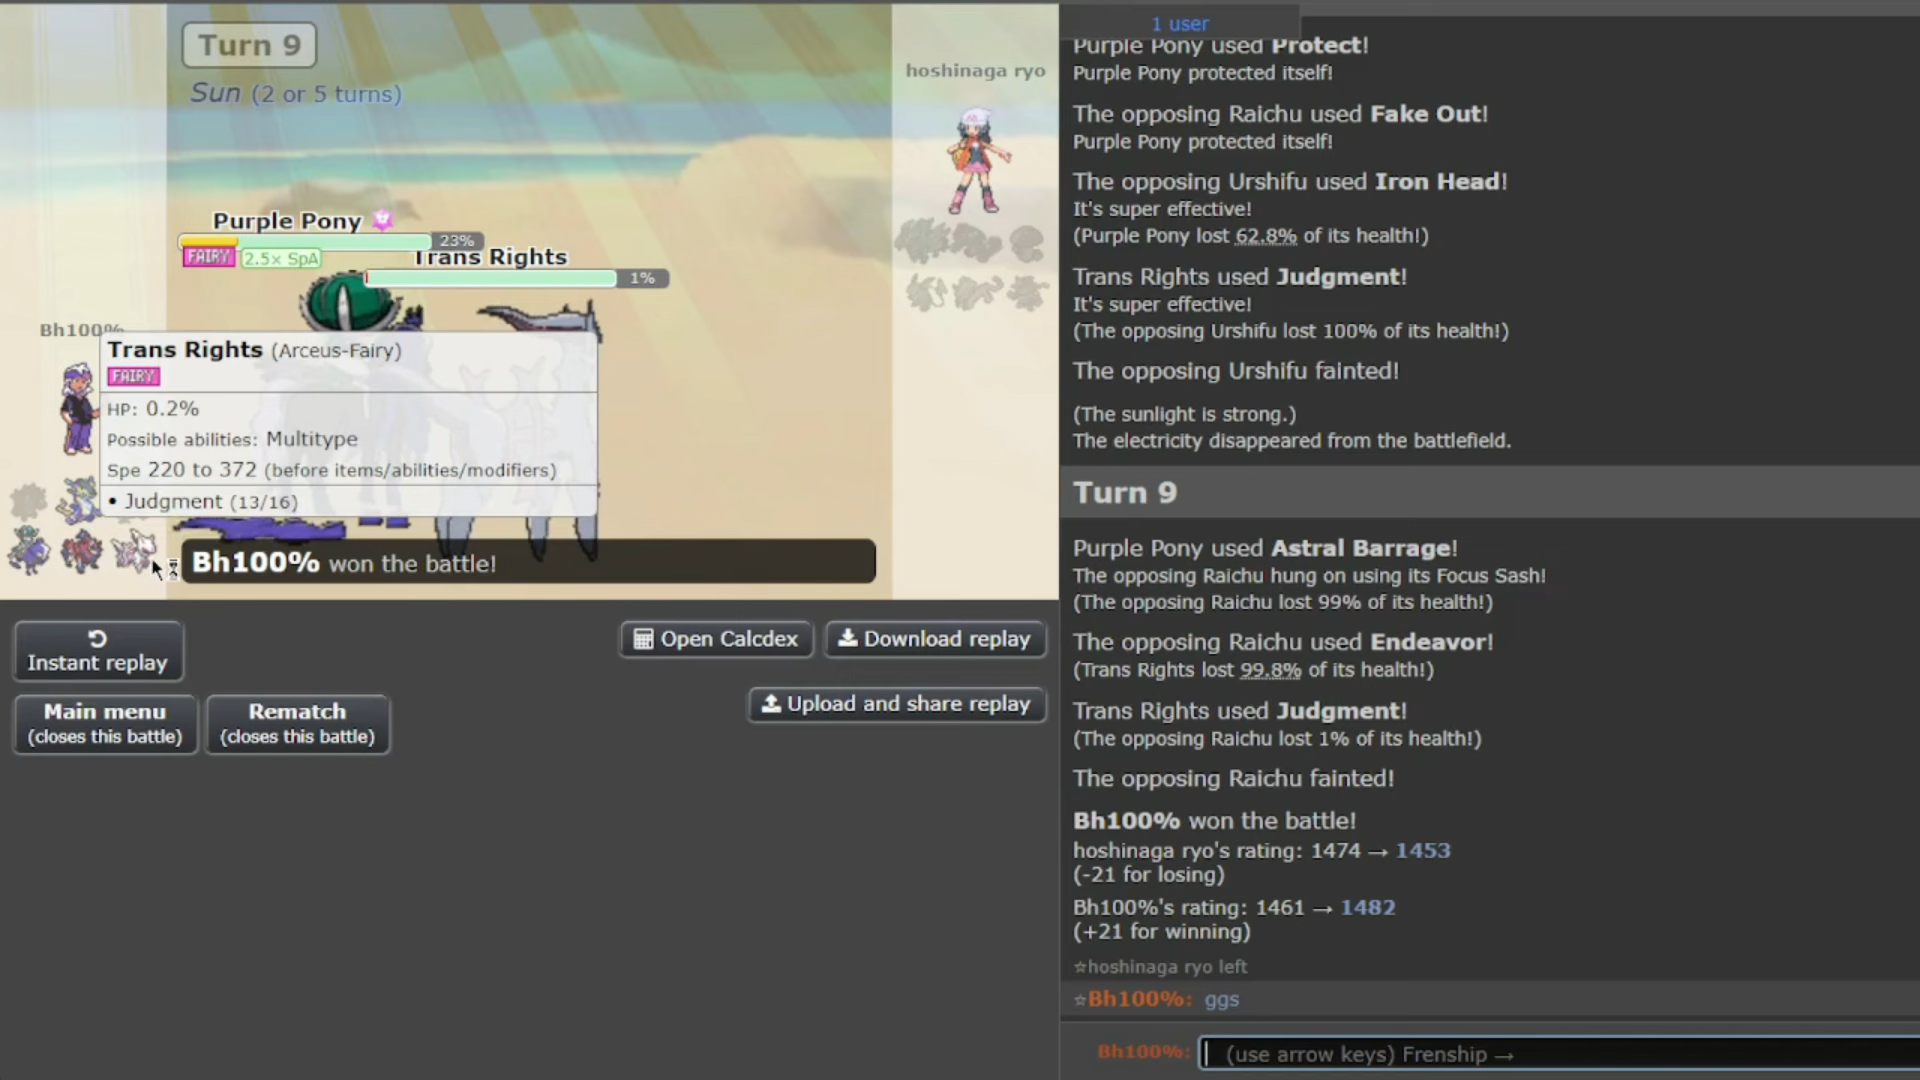 Turn 9
Sun (2 or 5 turns)
hoshinaga ryo
Purple Pony
23%
FAIRY 2.5× SpA
Trans Rights
1%
Bh100%
Trans Rights (Arceus-Fairy)
FAIRY
HP: 0.2%
Possible abilities: Multitype
Spe 220 to 372 (before items/abilities/modifiers)
• Judgment (13/16)
Bh100% won the battle!
Instant replay
Open Calcdex
Download replay
Main menu
(closes this battle)
Rematch
(closes this battle)
Upload and share replay
1 user
Purple Pony used Protect!
Purple Pony protected itself!
The opposing Raichu used Fake Out!
Purple Pony protected itself!
The opposing Urshifu used Iron Head!
It's super effective!
(Purple Pony lost 62.8% of its health!)
Trans Rights used Judgment!
It's super effective!
(The opposing Urshifu lost 100% of its health!)
The opposing Urshifu fainted!
(The sunlight is strong.)
The electricity disappeared from the battlefield.
Turn 9
Purple Pony used Astral Barrage!
The opposing Raichu hung on using its Focus Sash!
(The opposing Raichu lost 99% of its health!)
The opposing Raichu used Endeavor!
(Trans Rights lost 99.8% of its health!)
Trans Rights used Judgment!
(The opposing Raichu lost 1% of its health!)
The opposing Raichu fainted!
Bh100% won the battle!
hoshinaga ryo's rating: 1474 → 1453
(-21 for losing)
Bh100%'s rating: 1461 → 1482
(+21 for winning)
☆hoshinaga ryo left
☆Bh100%: ggs
Bh100%: (use arrow keys) Frenship →